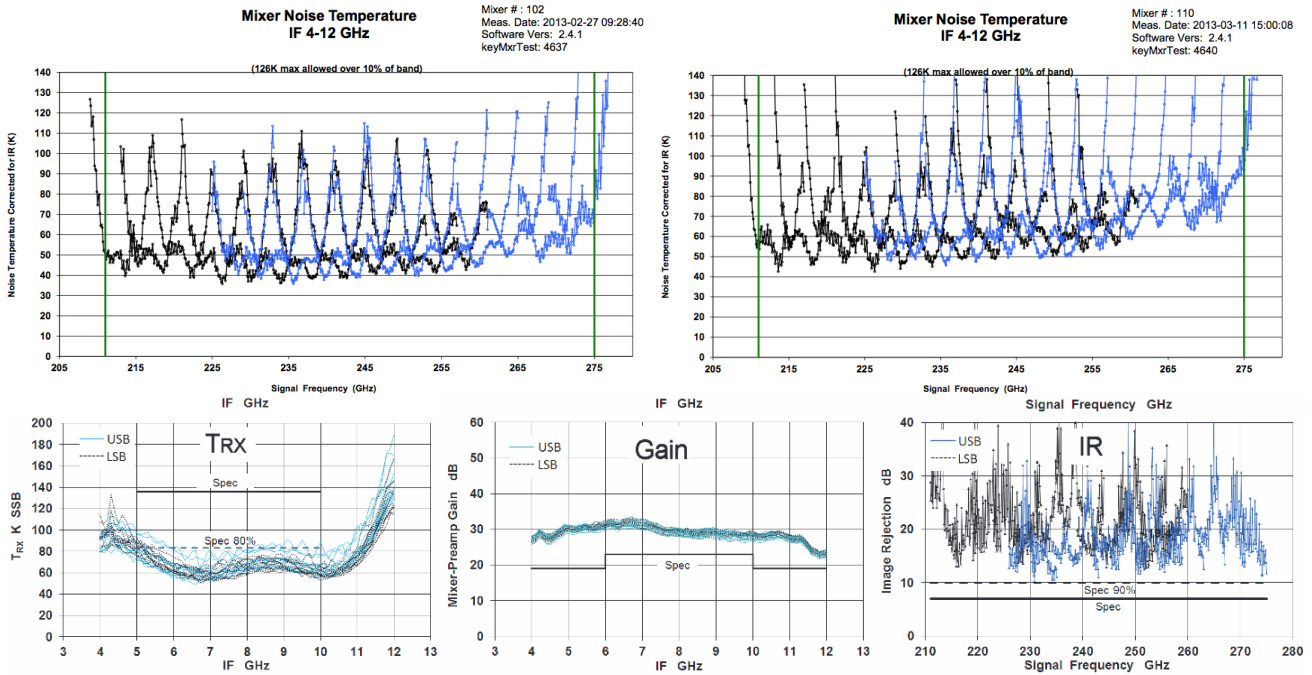 Mixer Noise Temperature
IF 4-12 GHz
Mixer # : 102
Meas. Date: 2013-02-27 09:28:40
Software Vers: 2.4.1
keyMxrTest: 4637
(126K max allowed over 10% of band)
Noise Temperature Corrected for IR (K)
140
130
120
110
100
90
80
70
60
50
40
30
20
10
0
205 215 225 235 245 255 265 275
Signal Frequency (GHz)
Mixer Noise Temperature
IF 4-12 GHz
Mixer # : 110
Meas. Date: 2013-03-11 15:00:08
Software Vers: 2.4.1
keyMxrTest: 4640
(126K max allowed over 10% of band)
Noise Temperature Corrected for IR (K)
140
130
120
110
100
90
80
70
60
50
40
30
20
10
0
205 215 225 235 245 255 265 275
Signal Frequency (GHz)
IF GHz
TRX
USB
LSB
Spec
Spec 80%
TRX K SSB
200
180
160
140
120
100
80
60
40
20
0
3 4 5 6 7 8 9 10 11 12 13
IF GHz
IF GHz
Gain
USB
LSB
Spec
Mixer-Preamp Gain dB
60
50
40
30
20
10
0
3 4 5 6 7 8 9 10 11 12 13
IF GHz
Signal Frequency GHz
IR
USB
LSB
Spec 90%
Spec
Image Rejection dB
40
30
20
10
0
210 220 230 240 250 260 270 280
Signal Frequency GHz